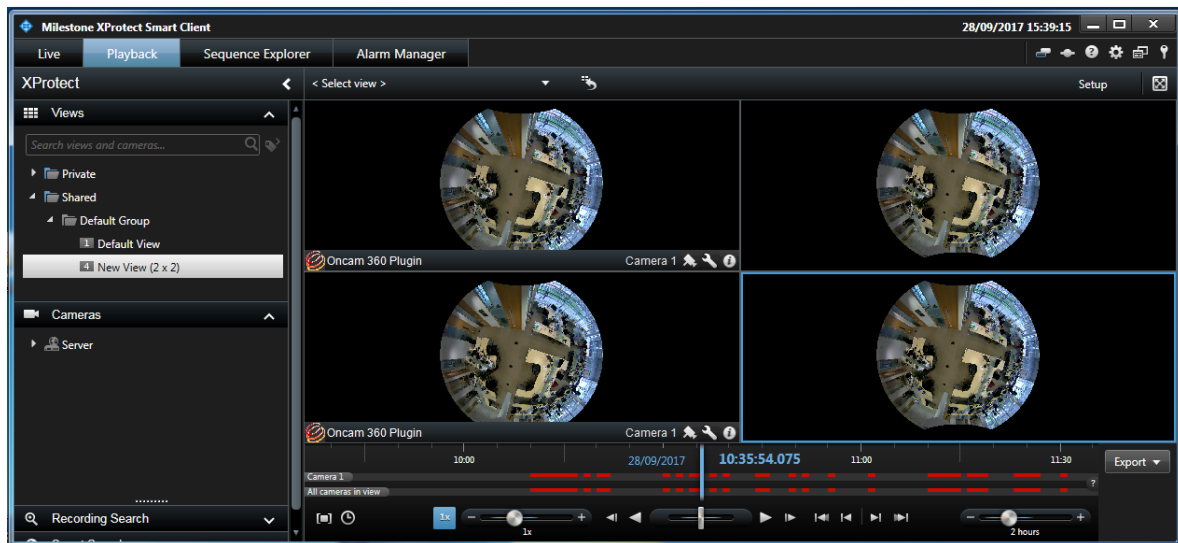 Milestone XProtect Smart Client 28/09/2017 15:39:15
Live Playback Sequence Explorer Alarm Manager
XProtect < Select view > Setup
Views
Search views and cameras...
Private
Shared
Default Group
1 Default View
4 New View (2 x 2)
Oncam 360 Plugin Camera 1
Cameras
Server
Oncam 360 Plugin Camera 1
10:00 28/09/2017 10:35:54.075 11:00 11:30 Export
Camera 1
All cameras in view ?
Recording Search
1x 1x 2 hours